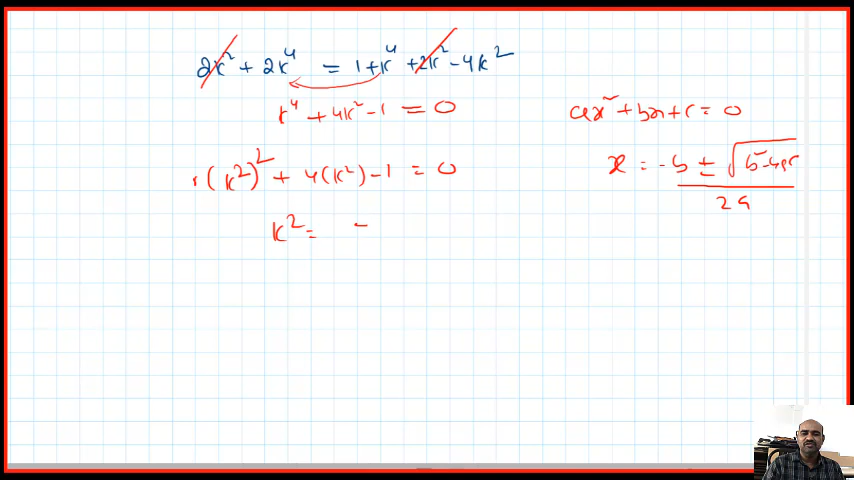 2k² + 2k⁴ = 1 + k⁴ + 2k² - 4k²
k⁴ + 4k² - 1 = 0
(k²)² + 4(k²) - 1 = 0
k² = -
ax² + bx + c = 0
x = -b ± √b²-4ac
2a